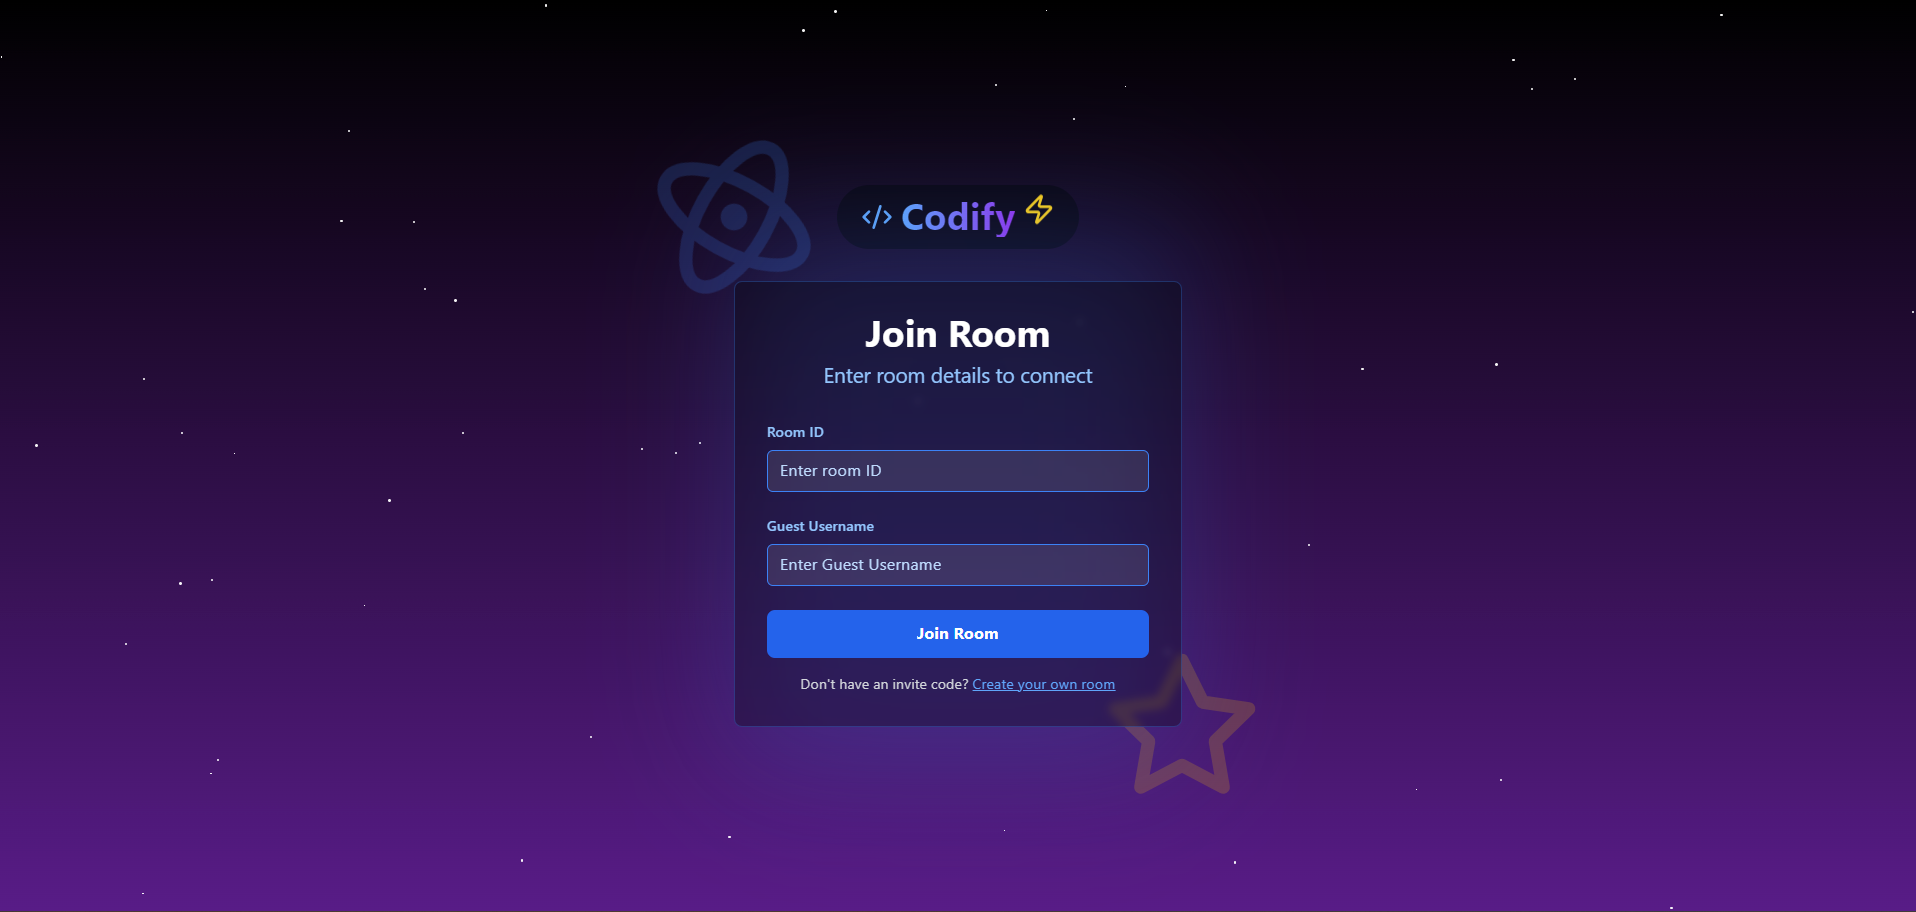 </> Codify
Join Room
Enter room details to connect
Room ID
Enter room ID
Guest Username
Enter Guest Username
Join Room
Don't have an invite code? Create your own room